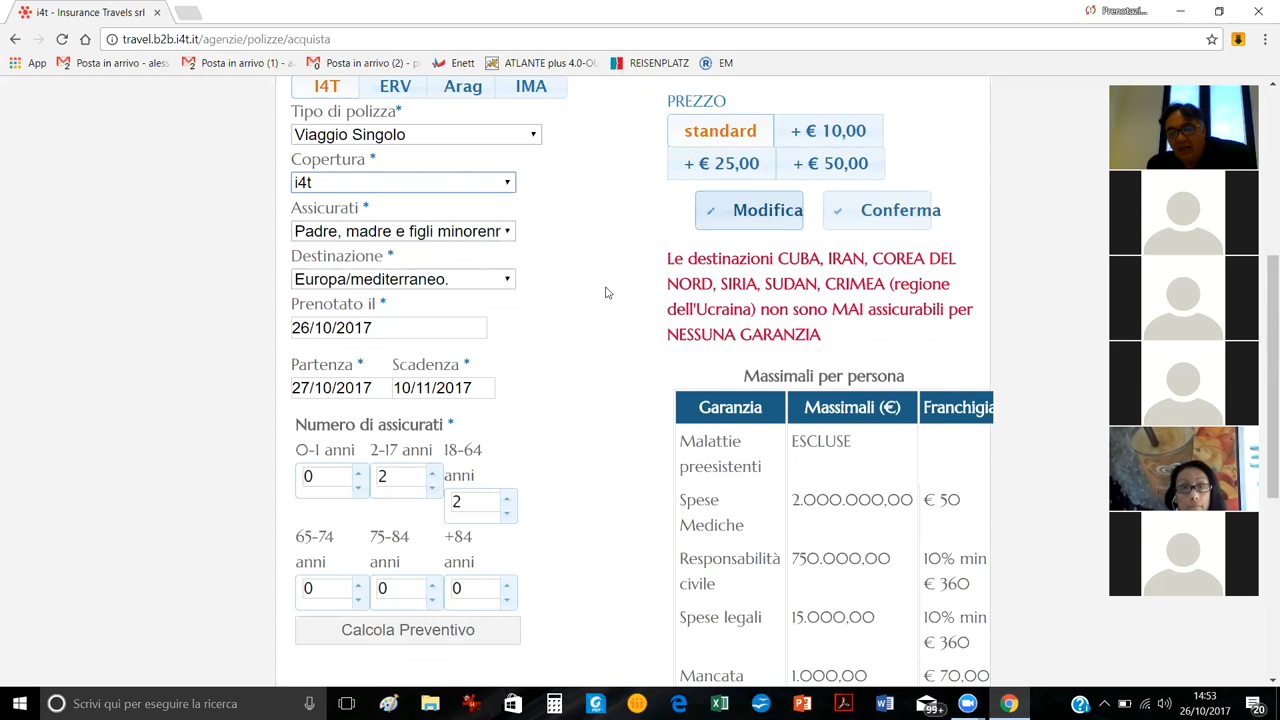 i4t - Insurance Travels srl
Prenotazi...
travel.b2b.i4t.it/agenzie/polizze/acquista
App
Posta in arrivo - aless
Posta in arrivo (1) - a
Posta in arrivo (2) - p
Enett
ATLANTE plus 4.0-OU
REISENPLATZ
EM
I4T
ERV
Arag
IMA
Tipo di polizza*
Viaggio Singolo
Copertura *
i4t
Assicurati *
Padre, madre e figli minorenr
Destinazione *
Europa/mediterraneo.
Prenotato il *
26/10/2017
Partenza * Scadenza *
27/10/2017 10/11/2017
Numero di assicurati *
0-1 anni 2-17 anni 18-64
anni
0 2
2
65-74 75-84 +84
anni anni anni
0 0 0
Calcola Preventivo
PREZZO
standard + € 10,00
+ € 25,00 + € 50,00
Modifica Conferma
Le destinazioni CUBA, IRAN, COREA DEL
NORD, SIRIA, SUDAN, CRIMEA (regione
dell'Ucraina) non sono MAI assicurabili per
NESSUNA GARANZIA
Massimali per persona
Garanzia Massimali (€) Franchigia
Malattie ESCLUSE
preesistenti
Spese 2.000.000,00 € 50
Mediche
Responsabilità 750.000,00 10% min
civile € 360
Spese legali 15.000,00 10% min
€ 360
Mancata 1.000,00 € 70,00
Scrivi qui per eseguire la ricerca
99+
14:53
26/10/2017
20